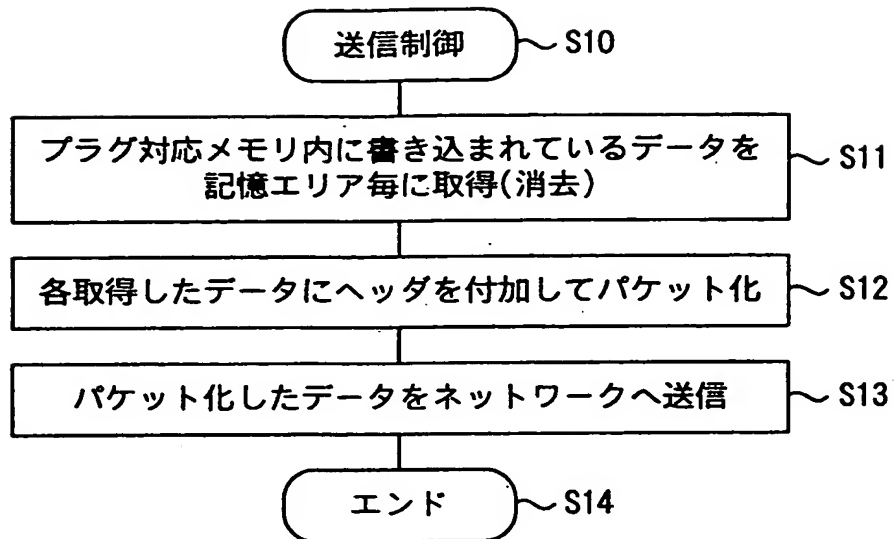 送信制御 S10
プラグ対応メモリ内に書き込まれているデータを
記憶エリア毎に取得(消去) S11
各取得したデータにヘッダを付加してパケット化 S12
パケット化したデータをネットワークへ送信 S13
エンド S14